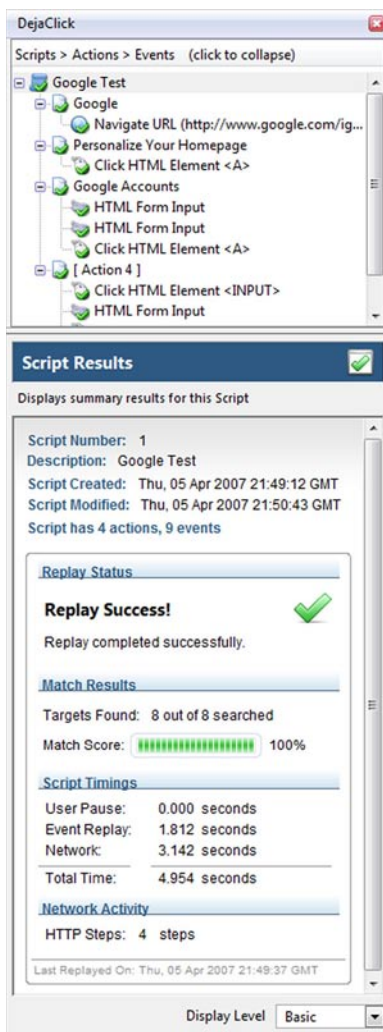 DejaClick
Scripts > Actions > Events (click to collapse)
Google Test
Google
Navigate URL (http://www.google.com/ig...
Personalize Your Homepage
Click HTML Element <A>
Google Accounts
HTML Form Input
HTML Form Input
Click HTML Element <A>
[ Action 4 ]
Click HTML Element <INPUT>
HTML Form Input
Script Results
Displays summary results for this Script
Script Number: 1
Description: Google Test
Script Created: Thu, 05 Apr 2007 21:49:12 GMT
Script Modified: Thu, 05 Apr 2007 21:50:43 GMT
Script has 4 actions, 9 events
Replay Status
Replay Success!
Replay completed successfully.
Match Results
Targets Found: 8 out of 8 searched
Match Score: 100%
Script Timings
User Pause: 0.000 seconds
Event Replay: 1.812 seconds
Network: 3.142 seconds
Total Time: 4.954 seconds
Network Activity
HTTP Steps: 4 steps
Last Replayed On: Thu, 05 Apr 2007 21:49:37 GMT
Display Level Basic